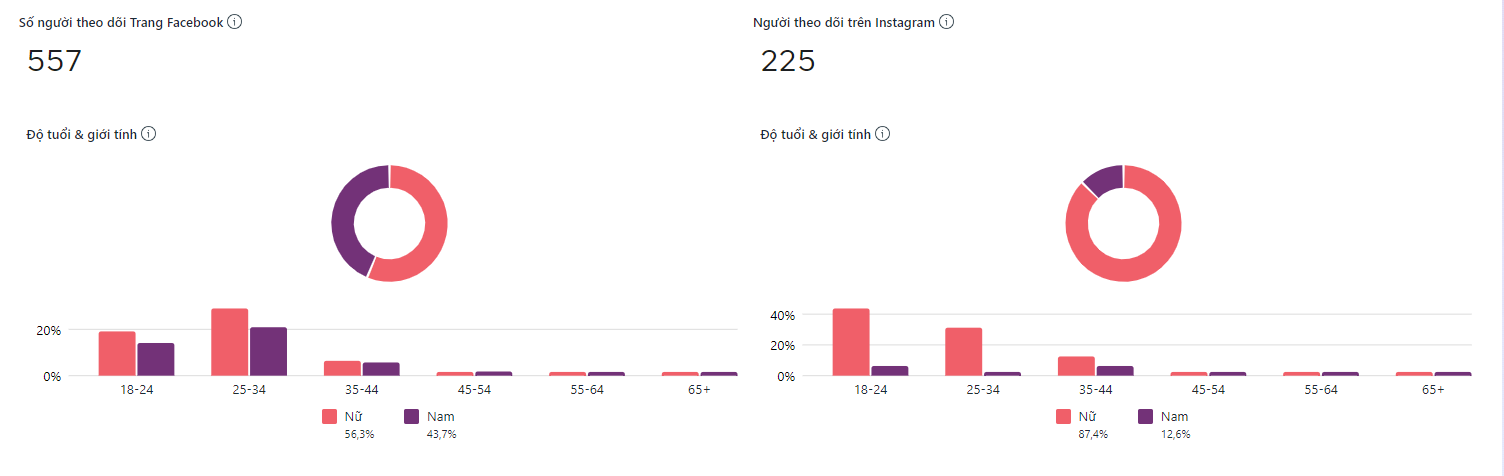 Số người theo dõi Trang Facebook
557
Độ tuổi & giới tính
20%
0%
18-24 25-34 35-44 45-54 55-64 65+
Nữ Nam
56,3% 43,7%
Người theo dõi trên Instagram
225
Độ tuổi & giới tính
40%
20%
0%
18-24 25-34 35-44 45-54 55-64 65+
Nữ Nam
87,4% 12,6%